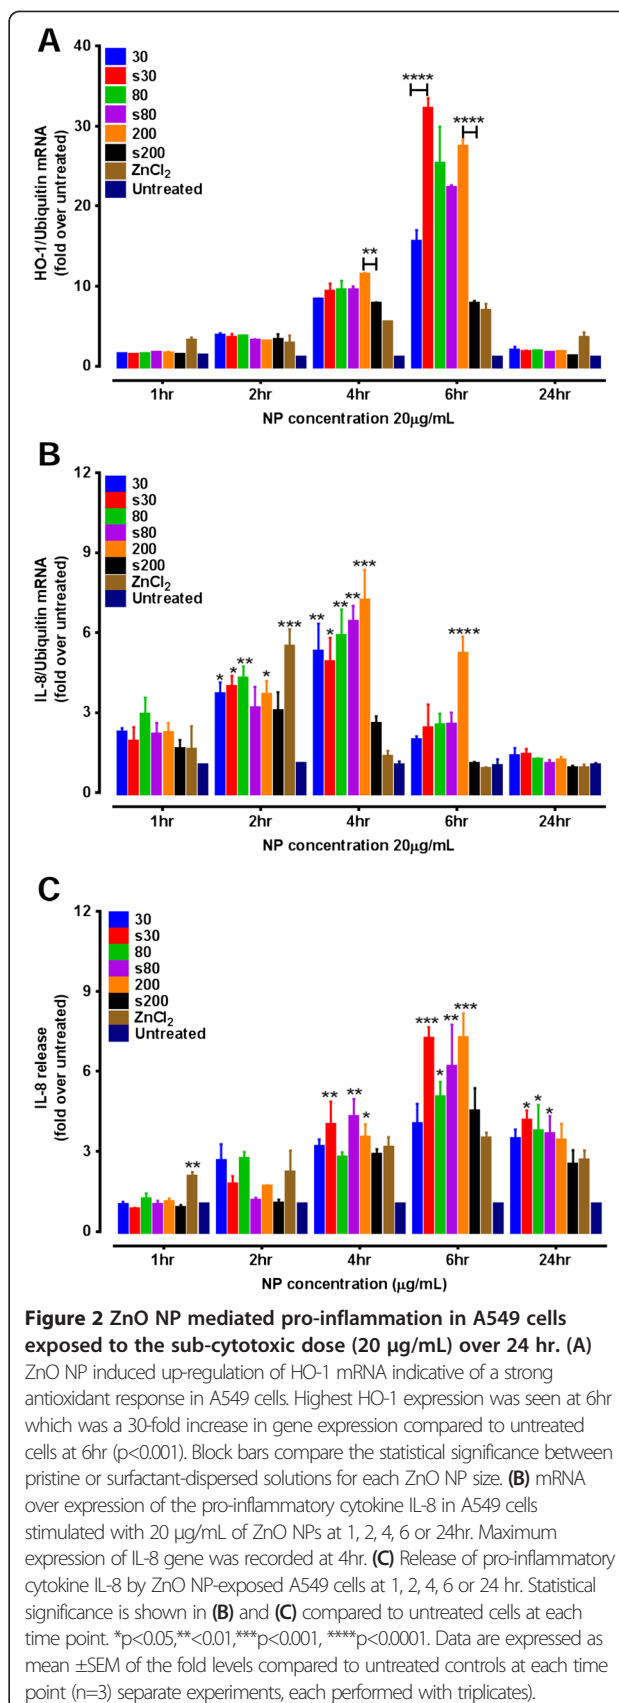 A
40
30
20
10
0
HO-1/Ubiquitin mRNA
(fold over untreated)
30
s30
80
s80
200
s200
ZnCl₂
Untreated
****
****
**
1hr 2hr 4hr 6hr 24hr
NP concentration 20µg/mL
B
12
9
6
3
0
IL-8/Ubiquitin mRNA
(fold over untreated)
30
s30
80
s80
200
s200
ZnCl₂
Untreated
* * ** * ***
** * ** ** ***
****
1hr 2hr 4hr 6hr 24hr
NP concentration 20µg/mL
C
12
9
6
3
0
IL-8 release
(fold over untreated)
30
s30
80
s80
200
s200
ZnCl₂
Untreated
**
** ** *
*** * ** ***
* * *
1hr 2hr 4hr 6hr 24hr
NP concentration (µg/mL)
Figure 2 ZnO NP mediated pro-inflammation in A549 cells
exposed to the sub-cytotoxic dose (20 µg/mL) over 24 hr. (A)
ZnO NP induced up-regulation of HO-1 mRNA indicative of a strong
antioxidant response in A549 cells. Highest HO-1 expression was seen at 6hr
which was a 30-fold increase in gene expression compared to untreated
cells at 6hr (p<0.001). Block bars compare the statistical significance between
pristine or surfactant-dispersed solutions for each ZnO NP size. (B) mRNA
over expression of the pro-inflammatory cytokine IL-8 in A549 cells
stimulated with 20 µg/mL of ZnO NPs at 1, 2, 4, 6 or 24hr. Maximum
expression of IL-8 gene was recorded at 4hr. (C) Release of pro-inflammatory
cytokine IL-8 by ZnO NP-exposed A549 cells at 1, 2, 4, 6 or 24 hr. Statistical
significance is shown in (B) and (C) compared to untreated cells at each
time point. *p<0.05,**<0.01,***p<0.001, ****p<0.0001. Data are expressed as
mean ±SEM of the fold levels compared to untreated controls at each time
point (n=3) separate experiments, each performed with triplicates).